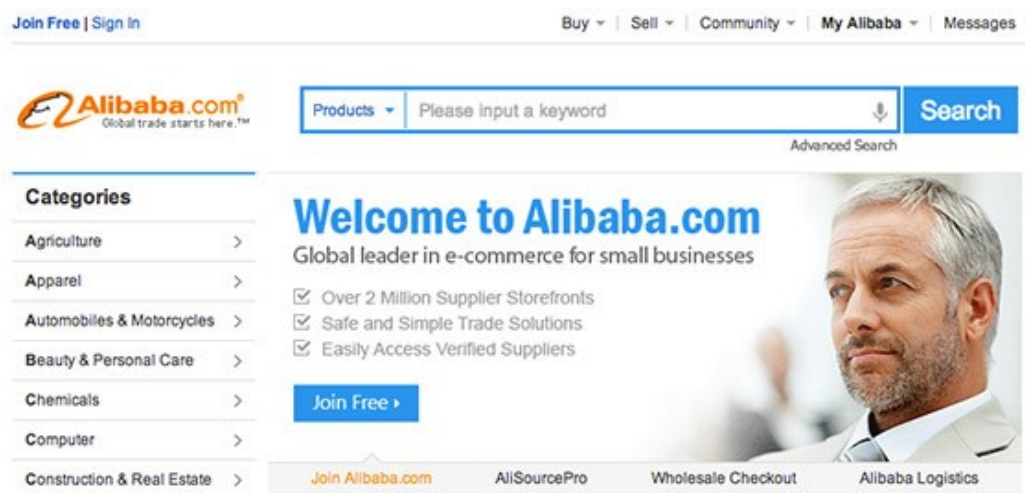 Join Free | Sign In
Buy
Sell
Community
My Alibaba
Messages
Alibaba.com®
Global trade starts here.™
Products
Please input a keyword
Search
Advanced Search
Categories
Agriculture
Apparel
Automobiles & Motorcycles
Beauty & Personal Care
Chemicals
Computer
Construction & Real Estate
Welcome to Alibaba.com
Global leader in e-commerce for small businesses
Over 2 Million Supplier Storefronts
Safe and Simple Trade Solutions
Easily Access Verified Suppliers
Join Free
Join Alibaba.com
AliSourcePro
Wholesale Checkout
Alibaba Logistics